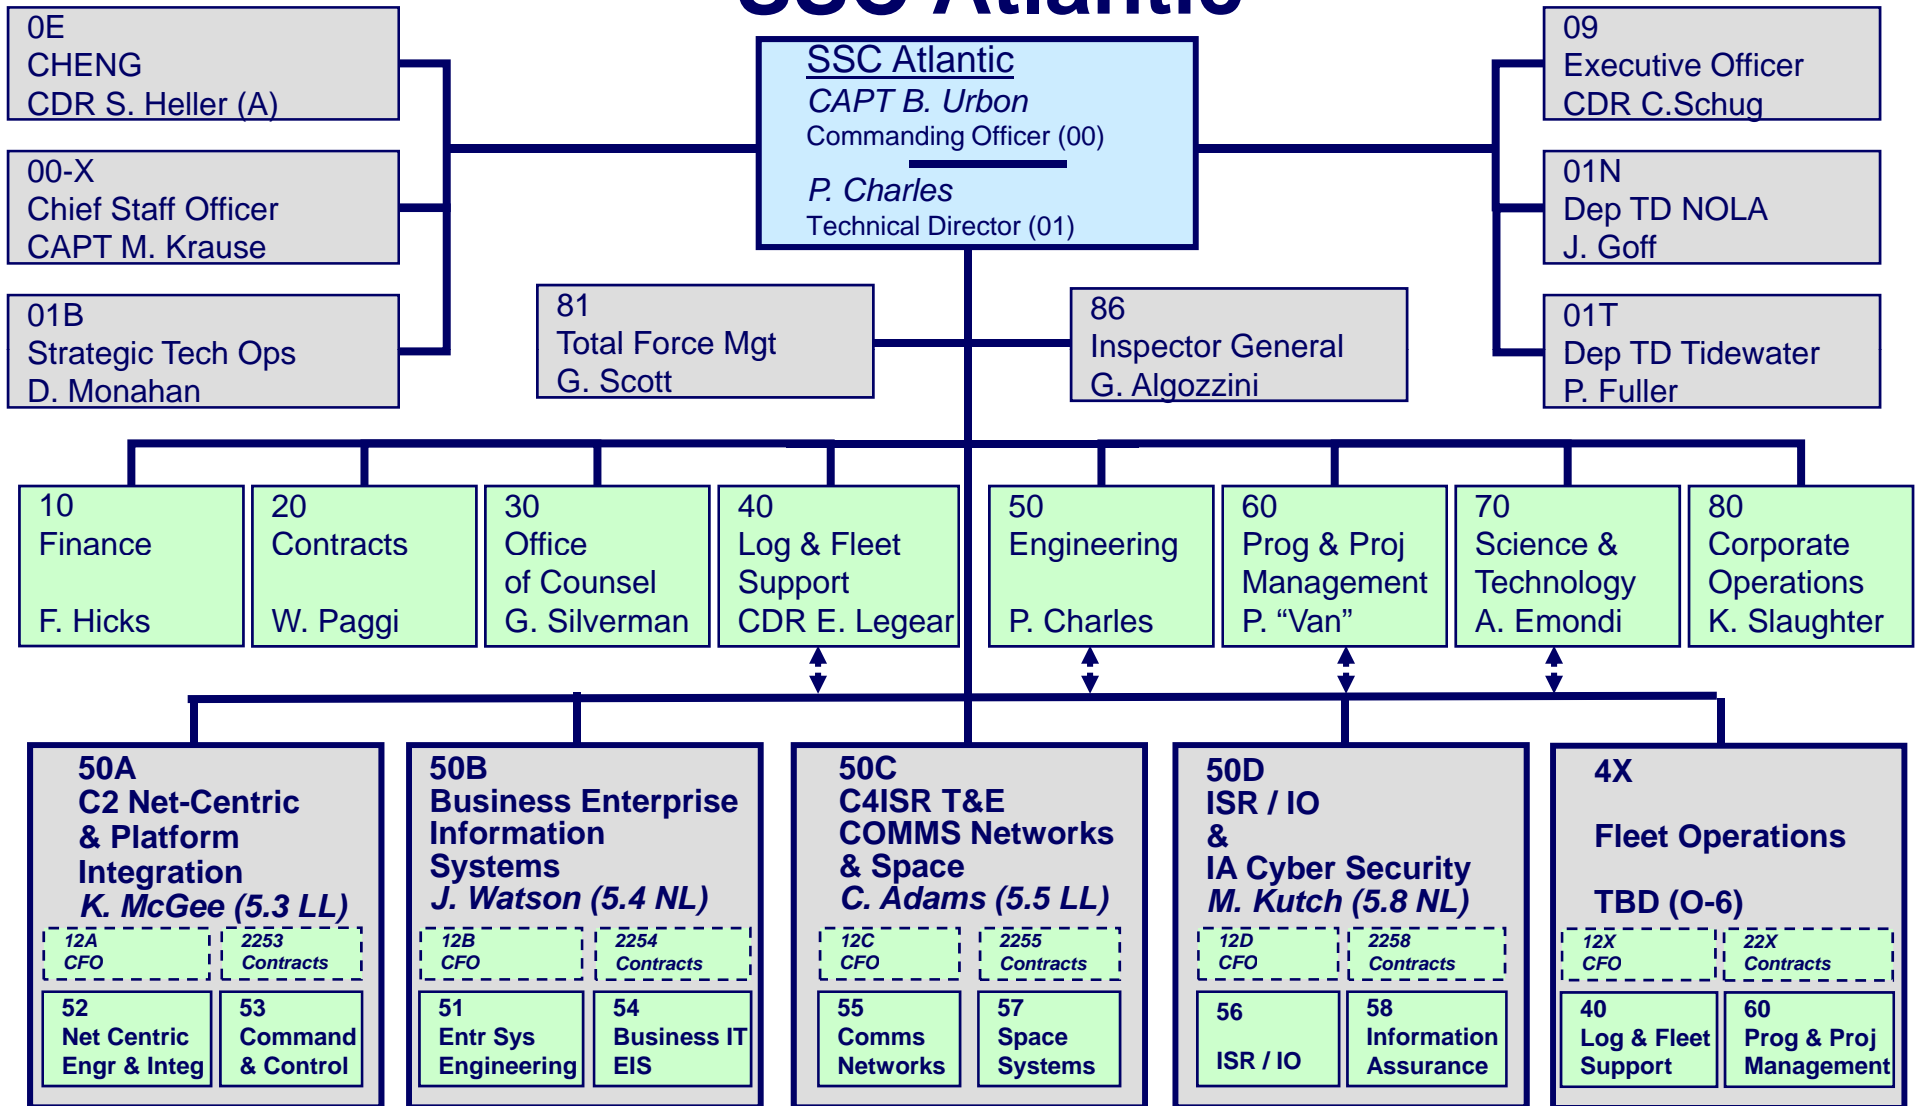 SSC Atlantic
0E
CHENG
CDR S. Heller (A)
00-X
Chief Staff Officer
CAPT M. Krause
01B
Strategic Tech Ops
D. Monahan
SSC Atlantic
CAPT B. Urbon
Commanding Officer (00)
P. Charles
Technical Director (01)
09
Executive Officer
CDR C.Schug
01N
Dep TD NOLA
J. Goff
01T
Dep TD Tidewater
P. Fuller
81
Total Force Mgt
G. Scott
86
Inspector General
G. Algozzini
10
Finance
F. Hicks
20
Contracts
W. Paggi
30
Office
of Counsel
G. Silverman
40
Log & Fleet
Support
CDR E. Legear
50
Engineering
P. Charles
60
Prog & Proj
Management
P. “Van”
70
Science &
Technology
A. Emondi
80
Corporate
Operations
K. Slaughter
50A
C2 Net-Centric
& Platform
Integration
K. McGee (5.3 LL)
12A
CFO
2253
Contracts
52
Net Centric
Engr & Integ
53
Command
& Control
50B
Business Enterprise
Information
Systems
J. Watson (5.4 NL)
12B
CFO
2254
Contracts
51
Entr Sys
Engineering
54
Business IT
EIS
50C
C4ISR T&E
COMMS Networks
& Space
C. Adams (5.5 LL)
12C
CFO
2255
Contracts
55
Comms
Networks
57
Space
Systems
50D
ISR / IO
&
IA Cyber Security
M. Kutch (5.8 NL)
12D
CFO
2258
Contracts
56
ISR / IO
58
Information
Assurance
4X
Fleet Operations
TBD (O-6)
12X
CFO
22X
Contracts
40
Log & Fleet
Support
60
Prog & Proj
Management